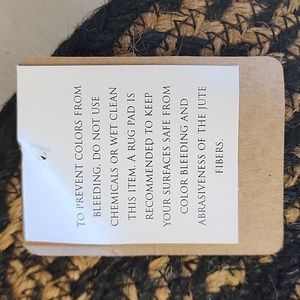 TO PREVENT COLORS FROM
BLEEDING, DO NOT USE
CHEMICALS OR WET CLEAN
THIS ITEM. A RUG PAD IS
RECOMMENDED TO KEEP
YOUR SURFACES SAFE FROM
COLOR BLEEDING AND
ABRASIVENESS OF THE JUTE
FIBERS.